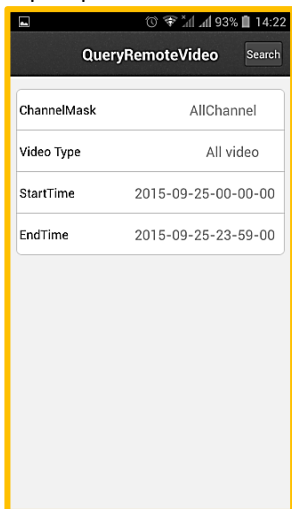 93% 14:22
QueryRemoteVideo Search
ChannelMask AllChannel
Video Type All video
StartTime 2015-09-25-00-00-00
EndTime 2015-09-25-23-59-00